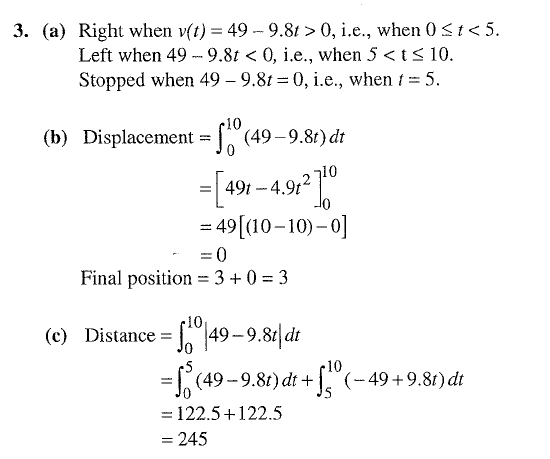 3. (a) Right when v(t) = 49 – 9.8t > 0, i.e., when 0 ≤ t < 5.
Left when 49 – 9.8t < 0, i.e., when 5 < t ≤ 10.
Stopped when 49 – 9.8t = 0, i.e., when t = 5.
(b) Displacement = ∫₀¹⁰ (49 – 9.8t) dt
= [49t – 4.9t²]₀¹⁰
= 49[(10 – 10) – 0]
= 0
Final position = 3 + 0 = 3
(c) Distance = ∫₀¹⁰ |49 – 9.8t| dt
= ∫₀⁵ (49 – 9.8t) dt + ∫₅¹⁰ (– 49 + 9.8t) dt
= 122.5 + 122.5
= 245